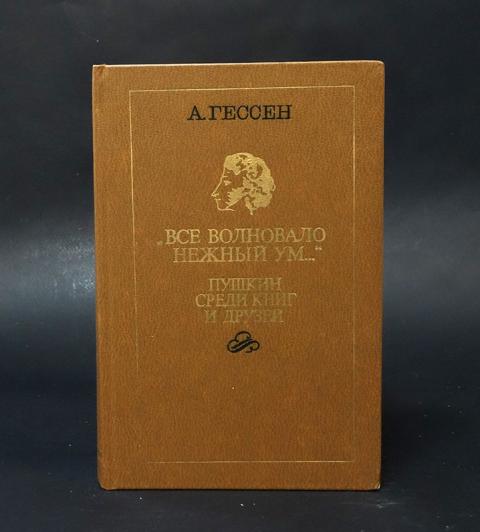 А.ГЕССЕН
„ВСЕ ВОЛНОВАЛО
НЕЖНЫЙ УМ...“
ПУШКИН
СРЕДИ КНИГ
И ДРУЗЕЙ